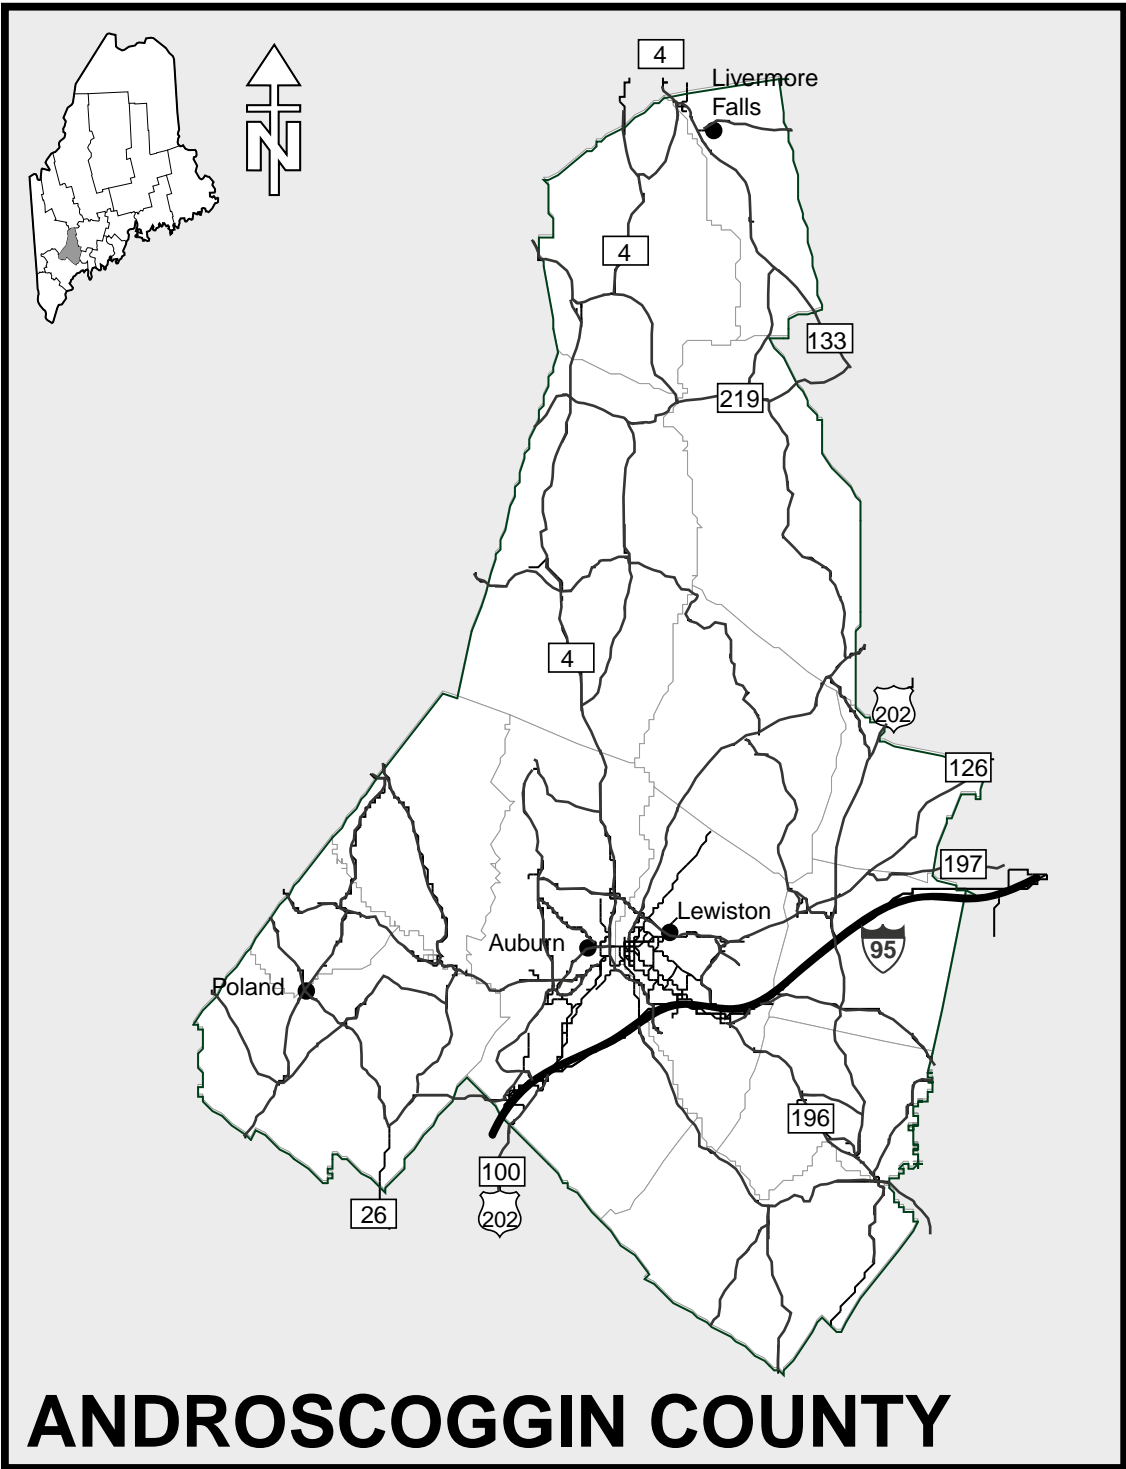 4
Livermore
Falls
N
4
133
219
4
202
126
197
Lewiston
Auburn
95
Poland
196
100
26
202
ANDROSCOGGIN COUNTY